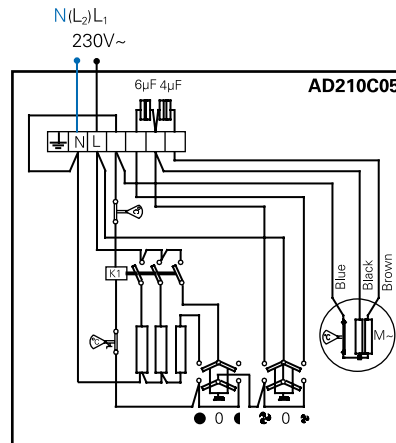 N(L₂)L₁
230V~
6µF 4µF
AD210C05
N L
K1
Blue
Black
Brown
M~
0 0